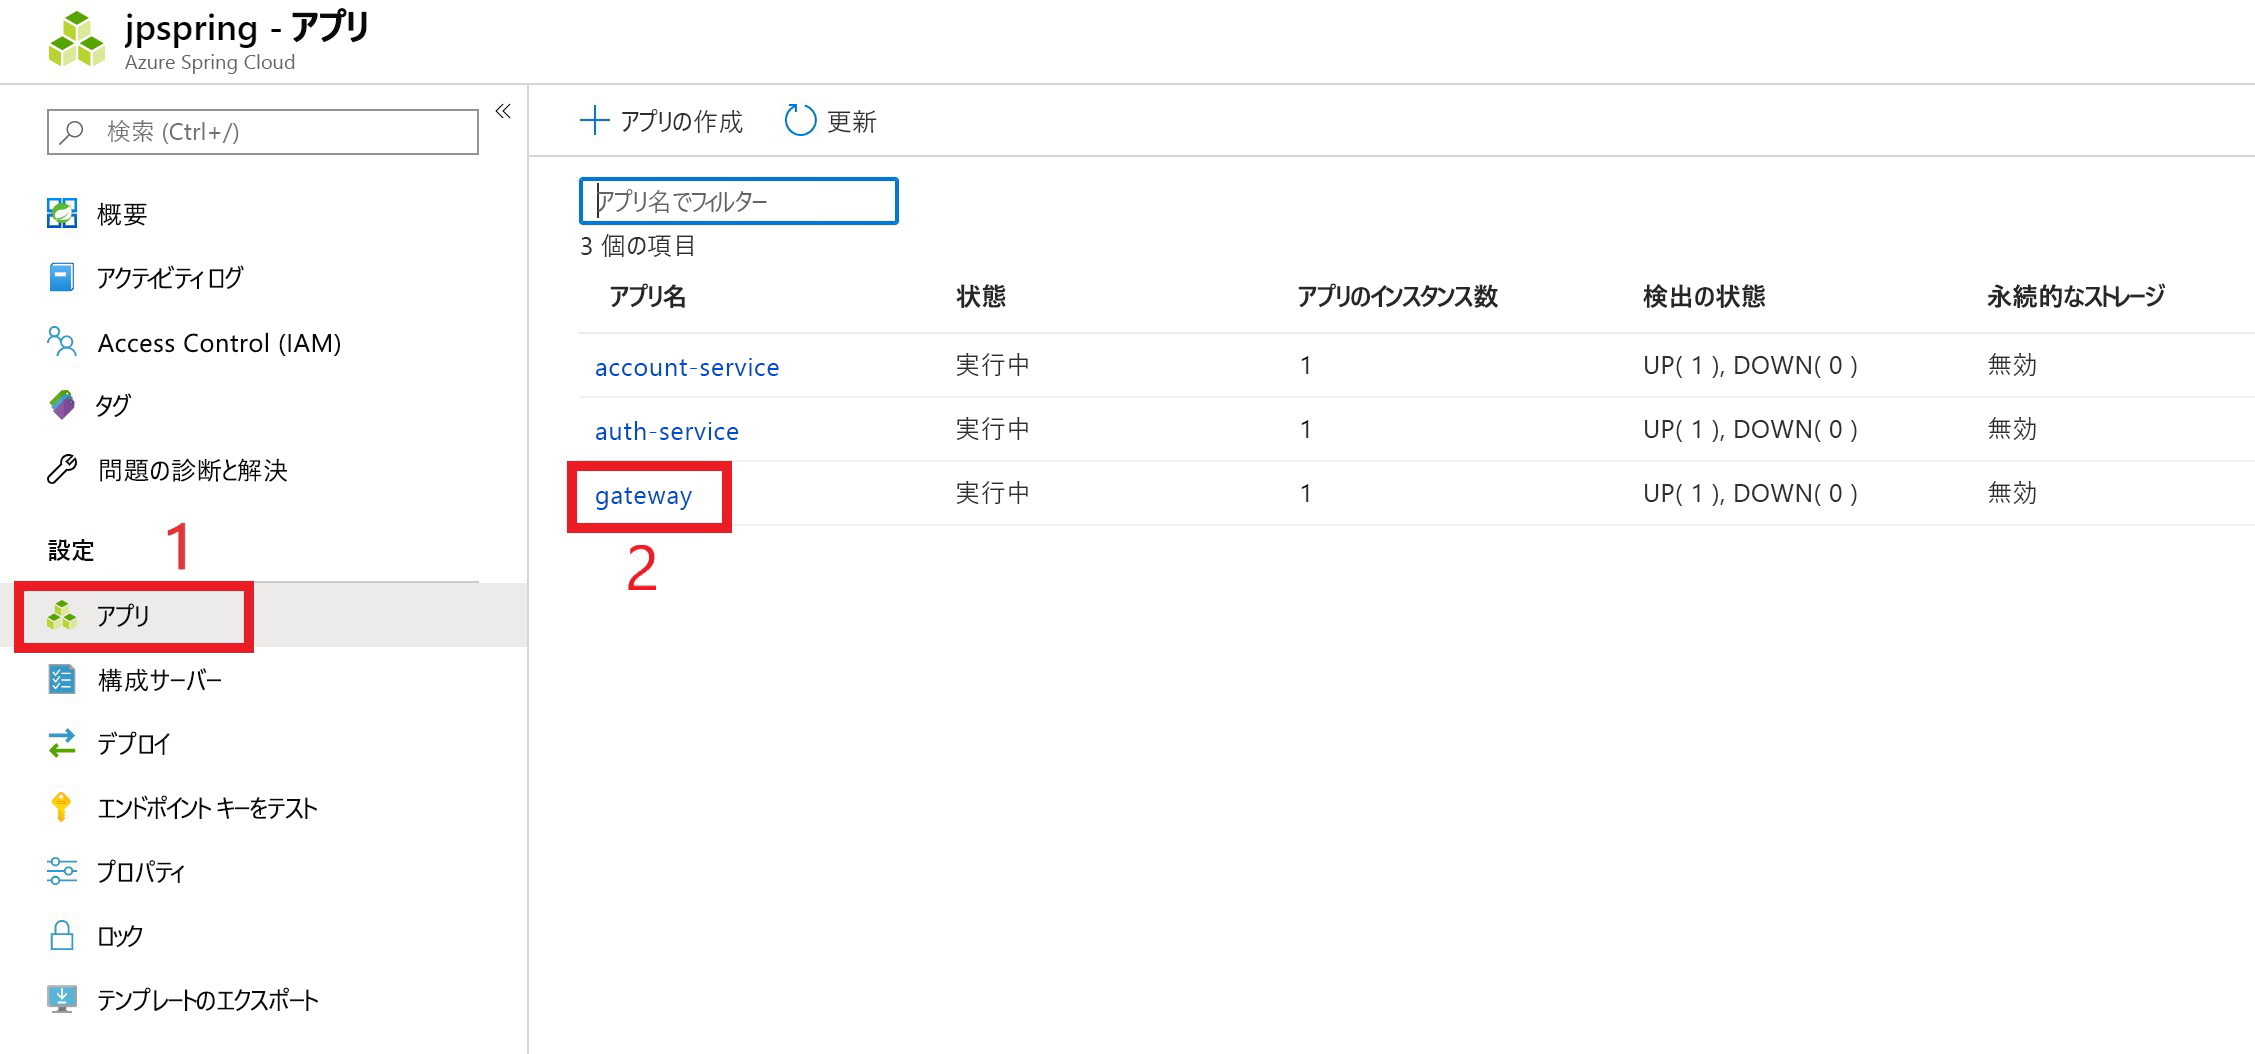 jpspring - アプリ
Azure Spring Cloud
検索 (Ctrl+/)
概要
アクティビティ ログ
Access Control (IAM)
タグ
問題の診断と解決
設定
1
アプリ
構成サーバー
デプロイ
エンドポイント キーをテスト
プロパティ
ロック
テンプレートのエクスポート
アプリの作成 更新
アプリ名でフィルター
3 個の項目
アプリ名 状態 アプリのインスタンス数 検出の状態 永続的なストレージ
account-service 実行中 1 UP( 1 ), DOWN( 0 ) 無効
auth-service 実行中 1 UP( 1 ), DOWN( 0 ) 無効
gateway 実行中 1 UP( 1 ), DOWN( 0 ) 無効
2